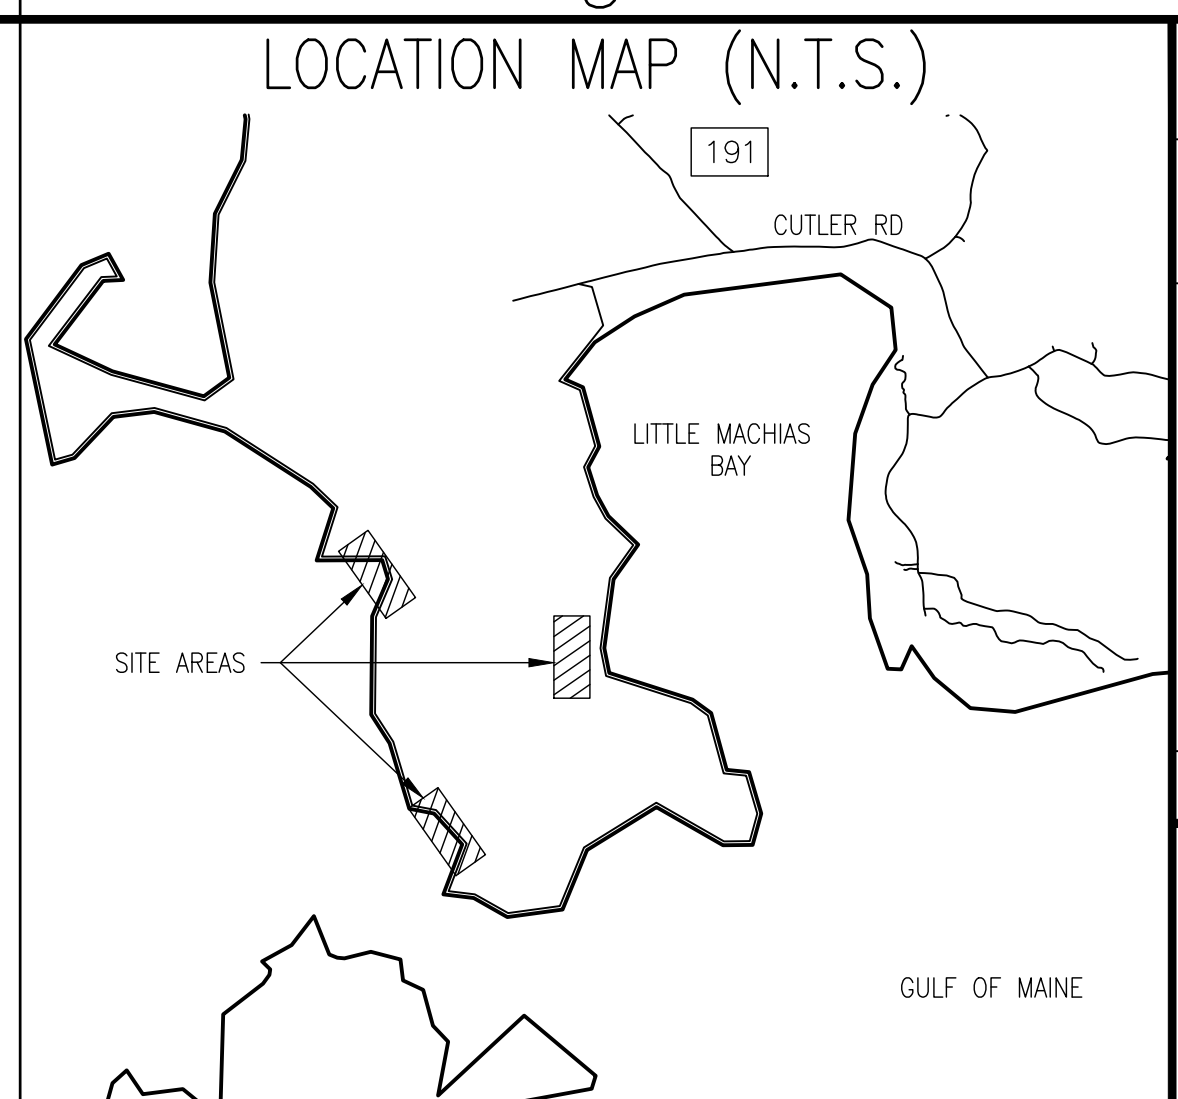 LOCATION MAP (N.T.S.)
191
CUTLER RD
LITTLE MACHIAS
BAY
SITE AREAS
GULF OF MAINE